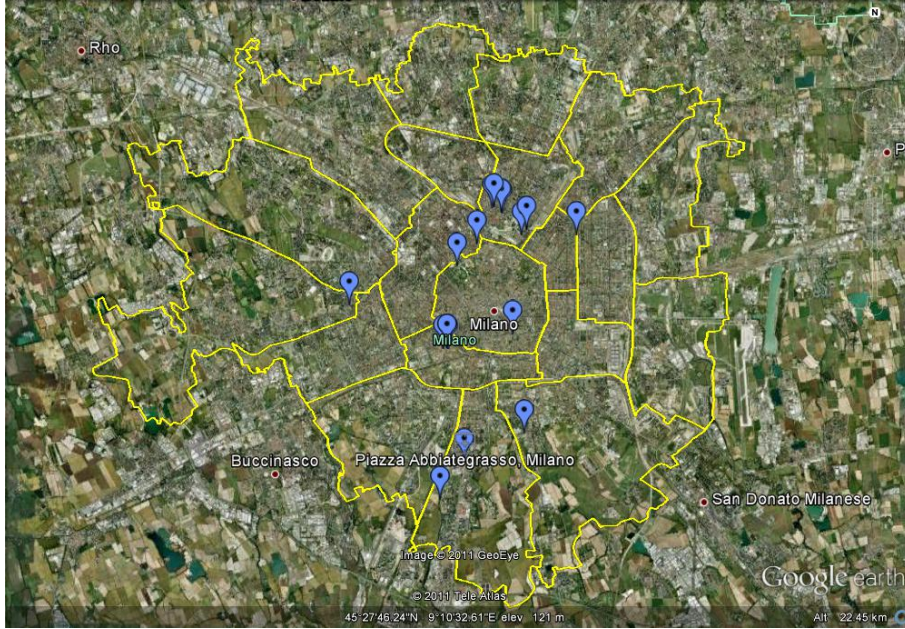 N
Rho
P
Milano
Milano
Buccinasco
Piazza Abbiategrasso, Milano
San Donato Milanese
Image © 2011 GeoEye
Google earth
© 2011 Tele Atlas
45°27'46.24"N 9°10'32.61"E elev 121 m
Alt 22.45 km